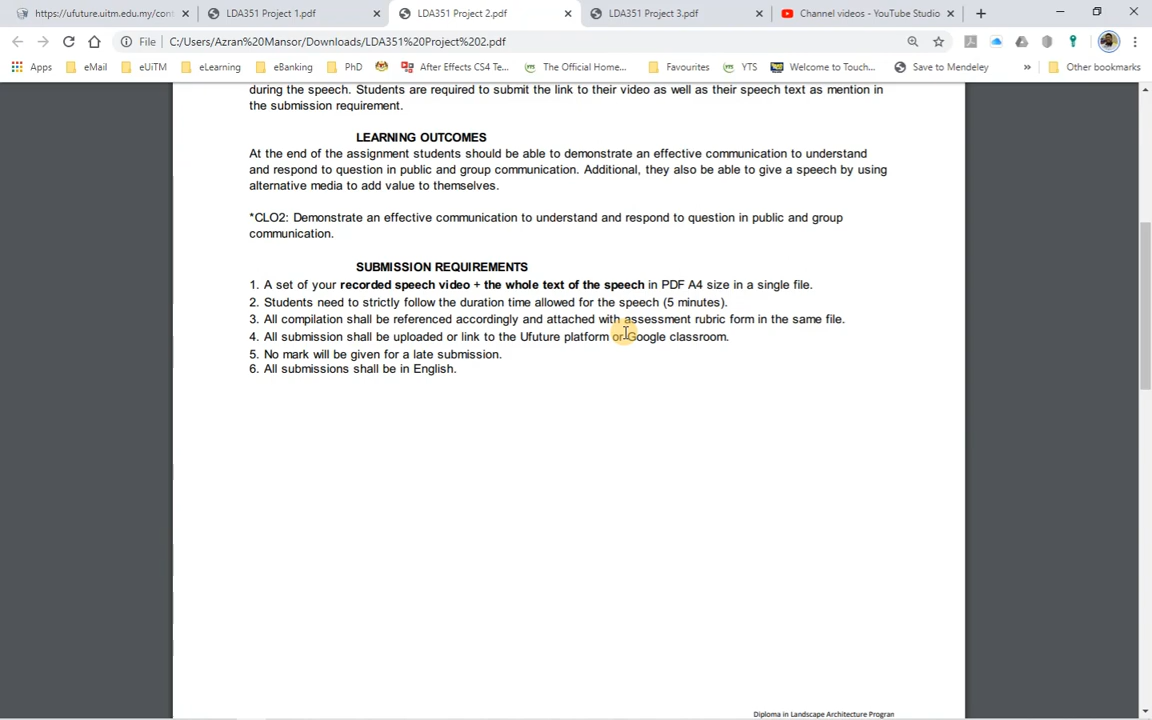 https://ufuture.uitm.edu.my/cont
LDA351 Project 1.pdf
LDA351 Project 2.pdf
LDA351 Project 3.pdf
Channel videos - YouTube Studio
File
C:/Users/Azran%20Mansor/Downloads/LDA351%20Project%202.pdf
Apps
eMail
eUiTM
eLearning
eBanking
PhD
After Effects CS4 Te...
The Official Home...
Favourites
YTS
Welcome to Touch...
Save to Mendeley
»
Other bookmarks
during the speech. Students are required to submit the link to their video as well as their speech text as mention in
the submission requirement.
LEARNING OUTCOMES
At the end of the assignment students should be able to demonstrate an effective communication to understand
and respond to question in public and group communication. Additional, they also be able to give a speech by using
alternative media to add value to themselves.
*CLO2: Demonstrate an effective communication to understand and respond to question in public and group
communication.
SUBMISSION REQUIREMENTS
1. A set of your recorded speech video + the whole text of the speech in PDF A4 size in a single file.
2. Students need to strictly follow the duration time allowed for the speech (5 minutes).
3. All compilation shall be referenced accordingly and attached with assessment rubric form in the same file.
4. All submission shall be uploaded or link to the Ufuture platform or Google classroom.
5. No mark will be given for a late submission.
6. All submissions shall be in English.
Diploma in Landscape Architecture Program